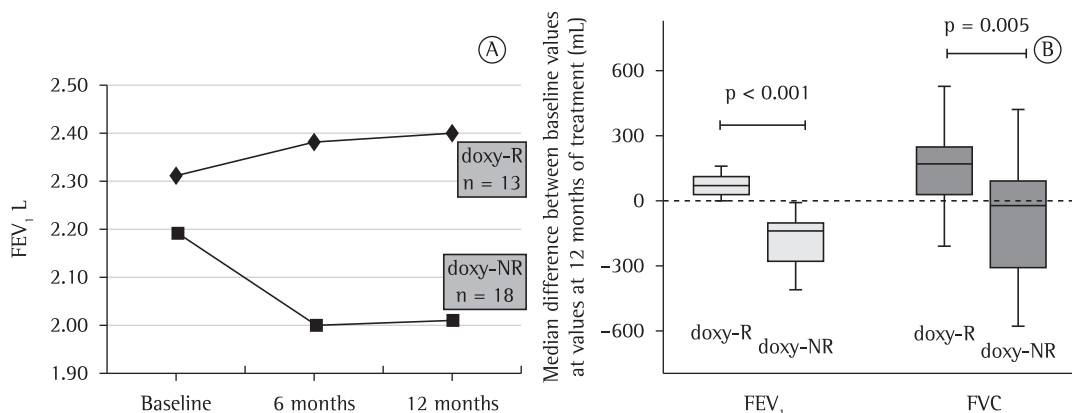 A
FEV₁ L
2.50
2.40
2.30
2.20
2.10
2.00
1.90
doxy-R
n = 13
doxy-NR
n = 18
Baseline
6 months
12 months
B
Median difference between baseline values
at values at 12 months of treatment (mL)
600
300
0
–300
–600
p < 0.001
p = 0.005
doxy-R
doxy-NR
doxy-R
doxy-NR
FEV₁
FVC